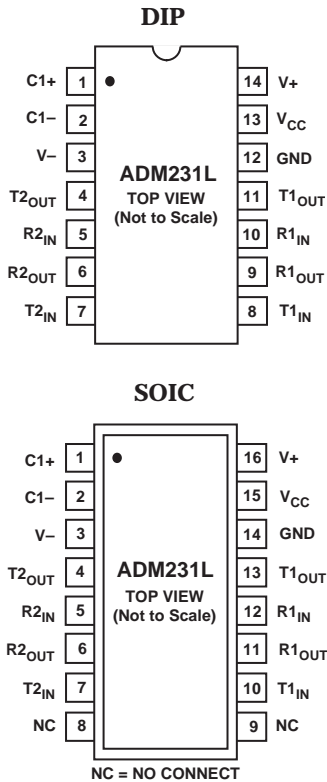 DIP
C1+ 1 14 V+
C1– 2 13 VCC
V– 3 12 GND
ADM231L
TOP VIEW
(Not to Scale)
T2OUT 4 11 T1OUT
R2IN 5 10 R1IN
R2OUT 6 9 R1OUT
T2IN 7 8 T1IN
SOIC
C1+ 1 16 V+
C1– 2 15 VCC
V– 3 14 GND
ADM231L
TOP VIEW
(Not to Scale)
T2OUT 4 13 T1OUT
R2IN 5 12 R1IN
R2OUT 6 11 R1OUT
T2IN 7 10 T1IN
NC 8 9 NC
NC = NO CONNECT